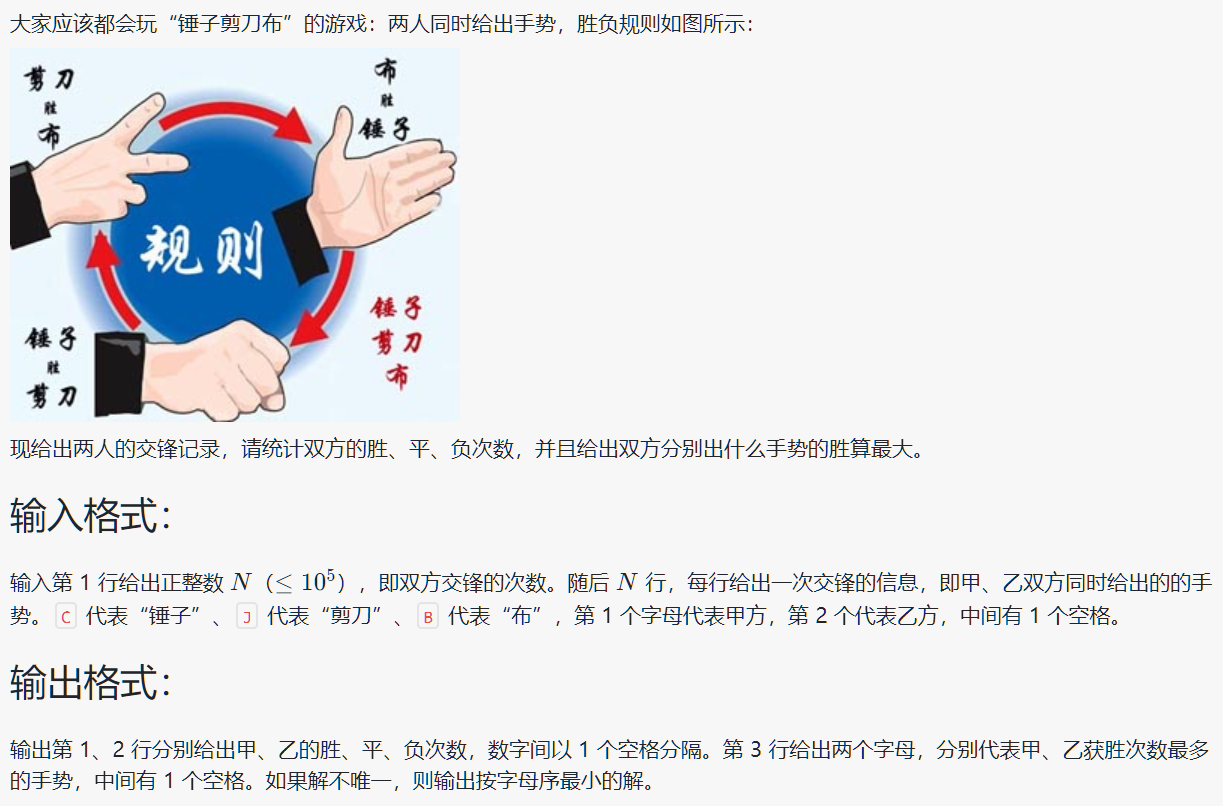 大家应该都会玩“锤子剪刀布”的游戏：两人同时给出手势，胜负规则如图所示：
剪刀
胜
布
布
胜
锤子
规则
锤子
胜
剪刀
锤子
剪刀
布
现给出两人的交锋记录，请统计双方的胜、平、负次数，并且给出双方分别出什么手势的胜算最大。
输入格式：
输入第 1 行给出正整数 N（≤ 10^5），即双方交锋的次数。随后 N 行，每行给出一次交锋的信息，即甲、乙双方同时给出的的手
势。C 代表“锤子”、J 代表“剪刀”、B 代表“布”，第 1 个字母代表甲方，第 2 个代表乙方，中间有 1 个空格。
输出格式：
输出第 1、2 行分别给出甲、乙的胜、平、负次数，数字间以 1 个空格分隔。第 3 行给出两个字母，分别代表甲、乙获胜次数最多
的手势，中间有 1 个空格。如果解不唯一，则输出按字母序最小的解。